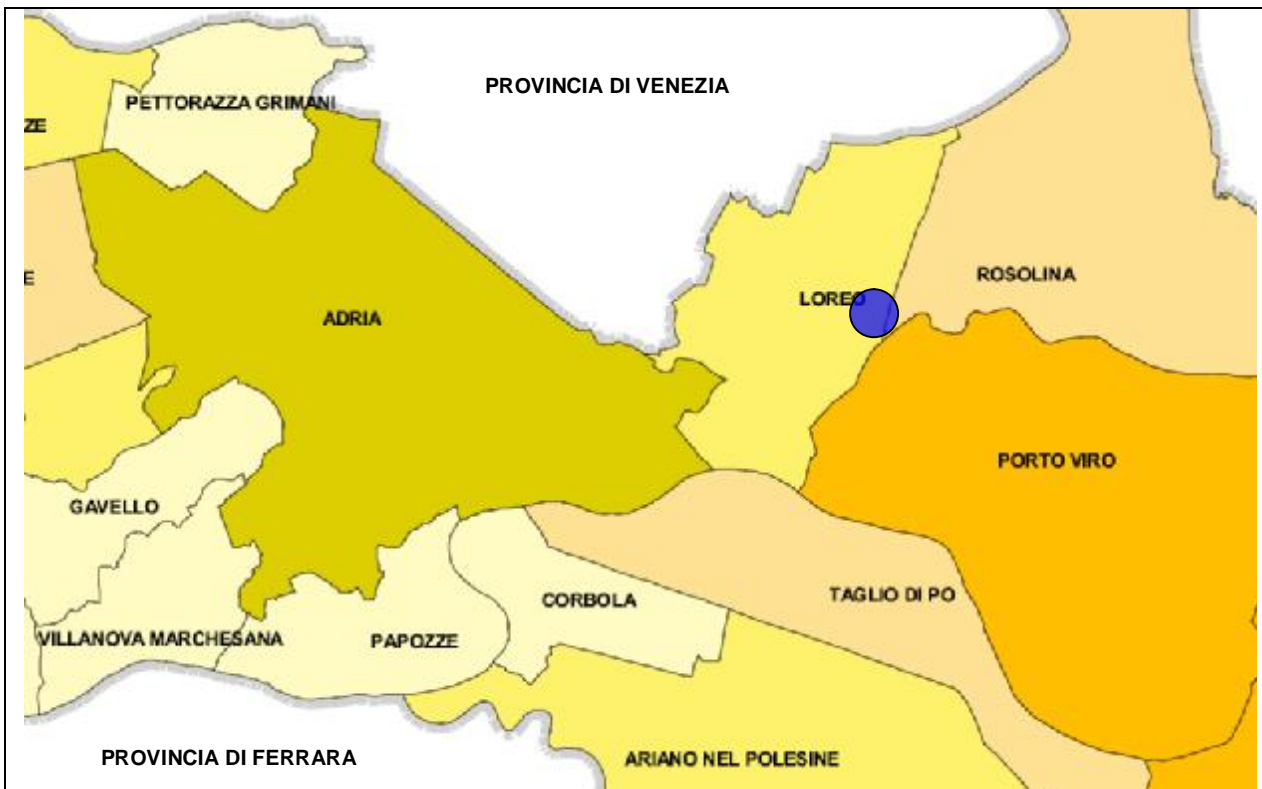 PROVINCIA DI VENEZIA
PETTORAZZA GRIMANI
ZE
ROSOLINA
E
LOREO
ADRIA
PORTO VIRO
GAVELLO
TAGLIO DI PO
CORBOLA
VILLANOVA MARCHESANA
PAPOZZE
PROVINCIA DI FERRARA
ARIANO NEL POLESINE